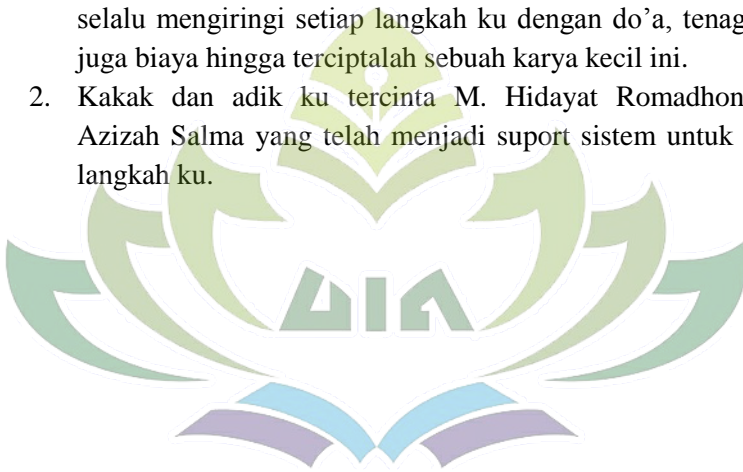 selalu mengiringi setiap langkah ku dengan do’a, tenag
juga biaya hingga terciptalah sebuah karya kecil ini.
2. Kakak dan adik ku tercinta M. Hidayat Romadhon
Azizah Salma yang telah menjadi suport sistem untuk
langkah ku.
UIN